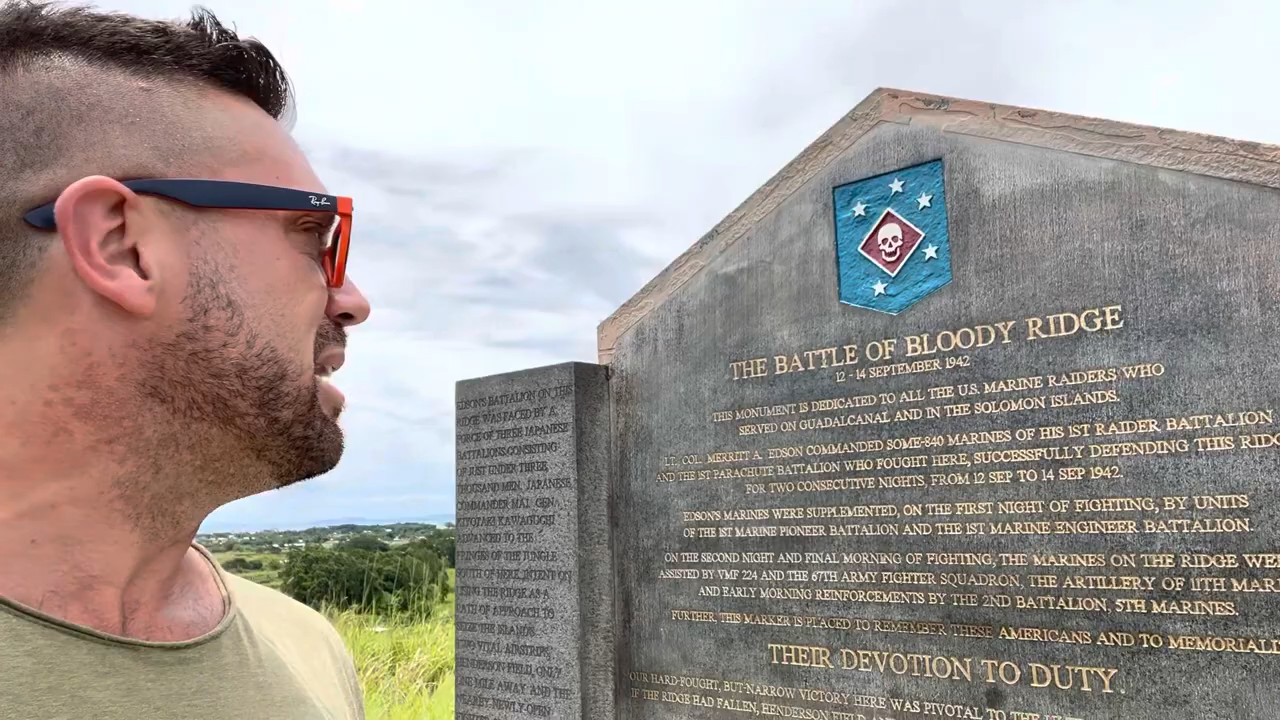 Ray-Ban
EDSON'S BATTALION ON THIS
RIDGE WAS FACED BY A
FORCE OF THREE JAPANESE
BATTALIONS CONSISTING
OF JUST UNDER THREE
THOUSAND MEN. JAPANESE
COMMANDER MAJ. GEN.
KIYOTAKE KAWAGUCHI
ADVANCED TO THE
FRINGES OF THE JUNGLE
SOUTH OF HERE, INTENT ON
USING THE RIDGE AS A
PATH OF APPROACH TO
THE ISLANDS
TWO VITAL AIRSTRIPS,
HENDERSON FIELD, ONLY
ONE MILE AWAY AND THE
NEARBY NEWLY-OPEN
THE BATTLE OF BLOODY RIDGE
12 - 14 SEPTEMBER 1942
THIS MONUMENT IS DEDICATED TO ALL THE U.S. MARINE RAIDERS WHO
SERVED ON GUADALCANAL AND IN THE SOLOMON ISLANDS.
LT. COL. MERRITT A. EDSON COMMANDED SOME 840 MARINES OF HIS 1ST RAIDER BATTALION
AND THE 1ST PARACHUTE BATTALION WHO FOUGHT HERE, SUCCESSFULLY DEFENDING THIS RIDG
FOR TWO CONSECUTIVE NIGHTS, FROM 12 SEP TO 14 SEP 1942.
EDSON'S MARINES WERE SUPPLEMENTED, ON THE FIRST NIGHT OF FIGHTING, BY UNITS
OF THE 1ST MARINE PIONEER BATTALION AND THE 1ST MARINE ENGINEER BATTALION.
ON THE SECOND NIGHT AND FINAL MORNING OF FIGHTING, THE MARINES ON THE RIDGE WER
ASSISTED BY VMF 224 AND THE 67TH ARMY FIGHTER SQUADRON, THE ARTILLERY OF 11TH MARI
AND EARLY MORNING REINFORCEMENTS BY THE 2ND BATTALION, 5TH MARINES.
FURTHER, THIS MARKER IS PLACED TO REMEMBER THESE AMERICANS AND TO MEMORIALI
THEIR DEVOTION TO DUTY.
OUR HARD-FOUGHT, BUT NARROW VICTORY HERE WAS PIVOTAL TO THE
IF THE RIDGE HAD FALLEN, HENDERSON FIELD AND